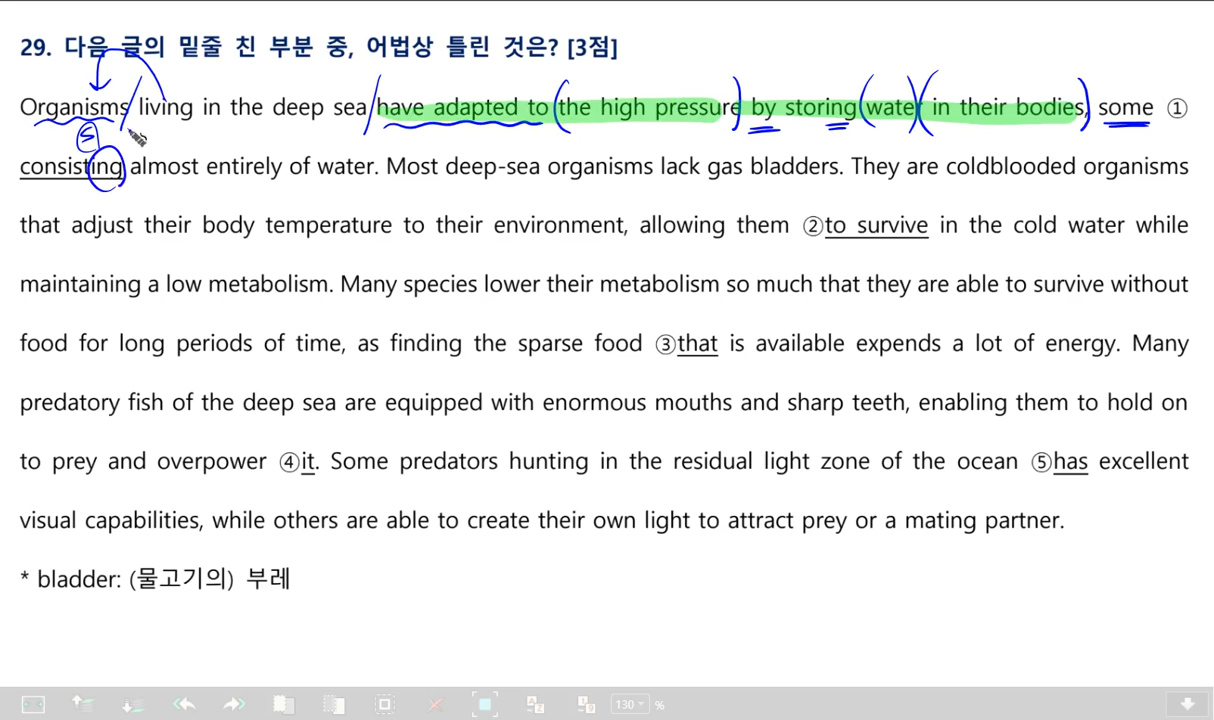 29. 다음 글의 밑줄 친 부분 중, 어법상 틀린 것은? [3점]
Organisms living in the deep sea have adapted to the high pressure by storing water in their bodies, some ①
S
consisting almost entirely of water. Most deep-sea organisms lack gas bladders. They are coldblooded organisms
that adjust their body temperature to their environment, allowing them ②to survive in the cold water while
maintaining a low metabolism. Many species lower their metabolism so much that they are able to survive without
food for long periods of time, as finding the sparse food ③that is available expends a lot of energy. Many
predatory fish of the deep sea are equipped with enormous mouths and sharp teeth, enabling them to hold on
to prey and overpower ④it. Some predators hunting in the residual light zone of the ocean ⑤has excellent
visual capabilities, while others are able to create their own light to attract prey or a mating partner.
* bladder: (물고기의) 부레
130 %